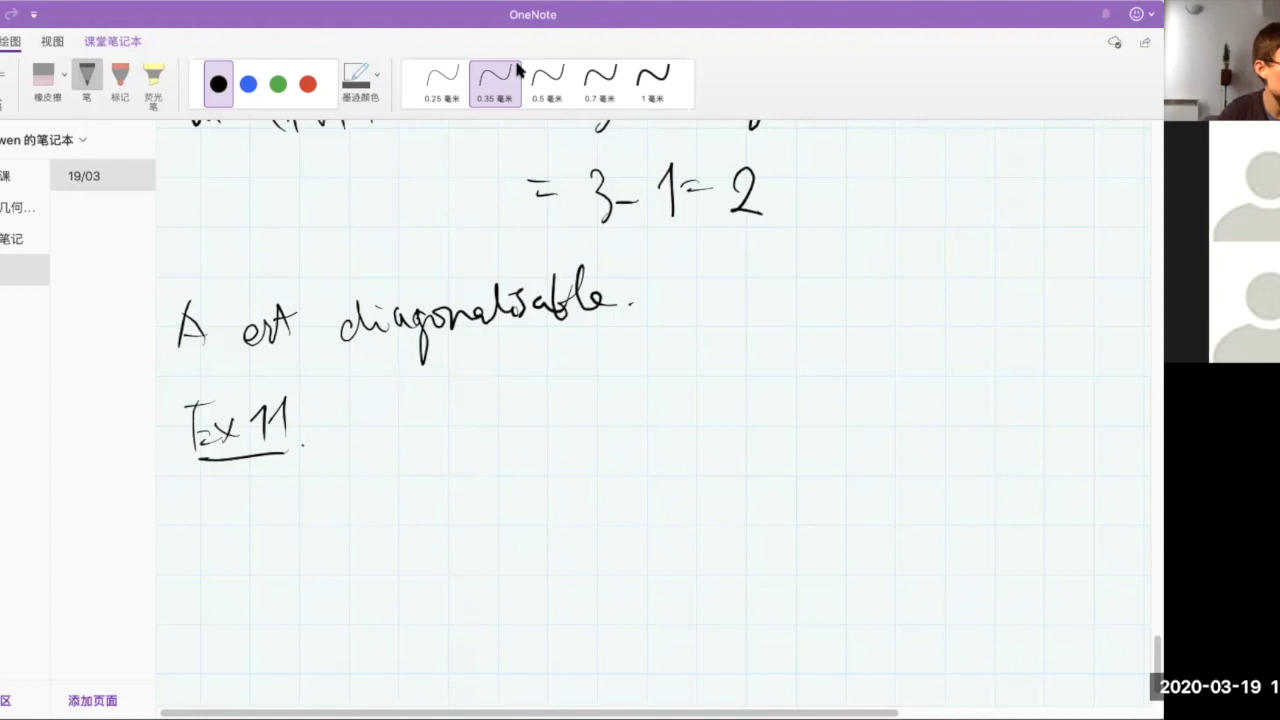 OneNote
绘图 视图 课堂笔记本
橡皮擦 笔 标记 荧光笔 墨迹颜色 0.25 毫米 0.35 毫米 0.5 毫米 0.7 毫米 1 毫米
wen 的笔记本
课 19/03
几何...
笔记
= 3 - 1 = 2
A est diagonalisable.
Ex 11.
区 添加页面
2020-03-19 1